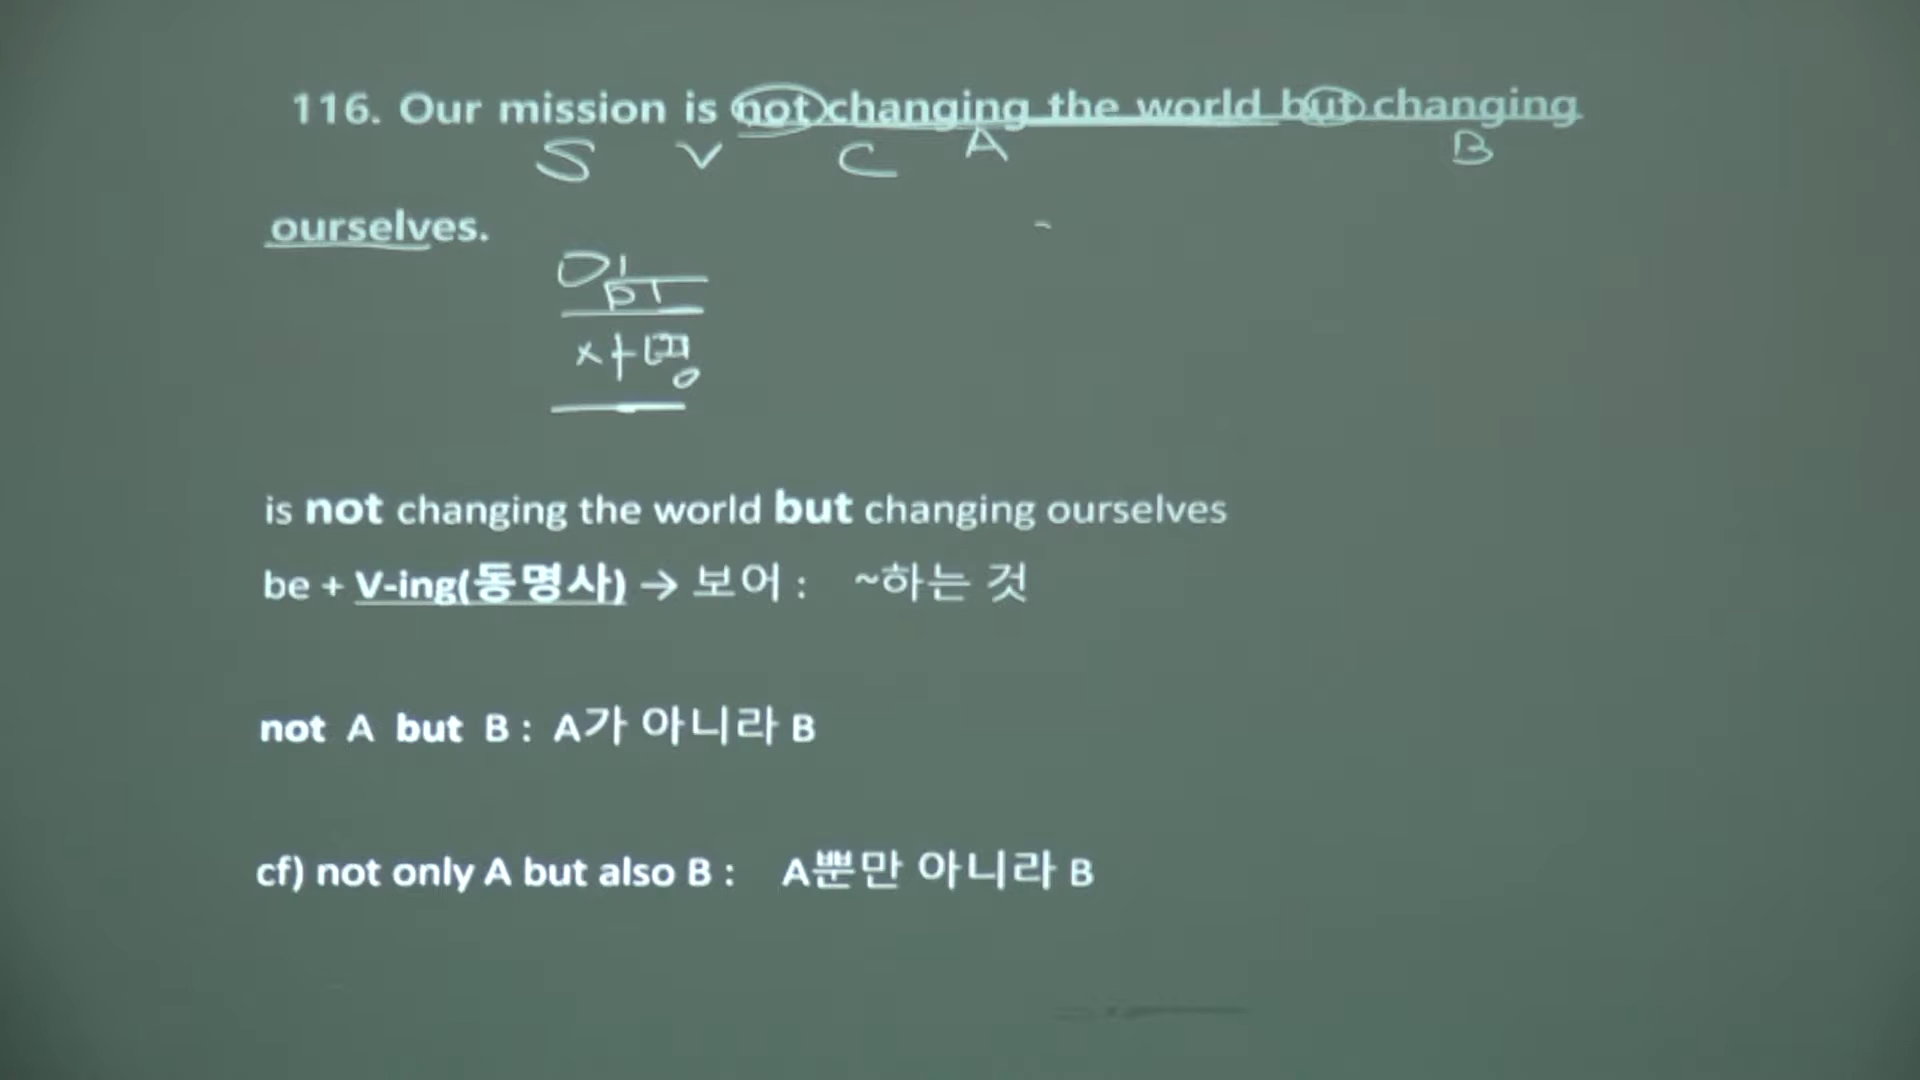 116. Our mission is not changing the world but changing
S V C A B
ourselves.
임무
사명
is not changing the world but changing ourselves
be + V-ing(동명사) → 보어 : ~하는 것
not A but B : A가 아니라 B
cf) not only A but also B : A뿐만 아니라 B